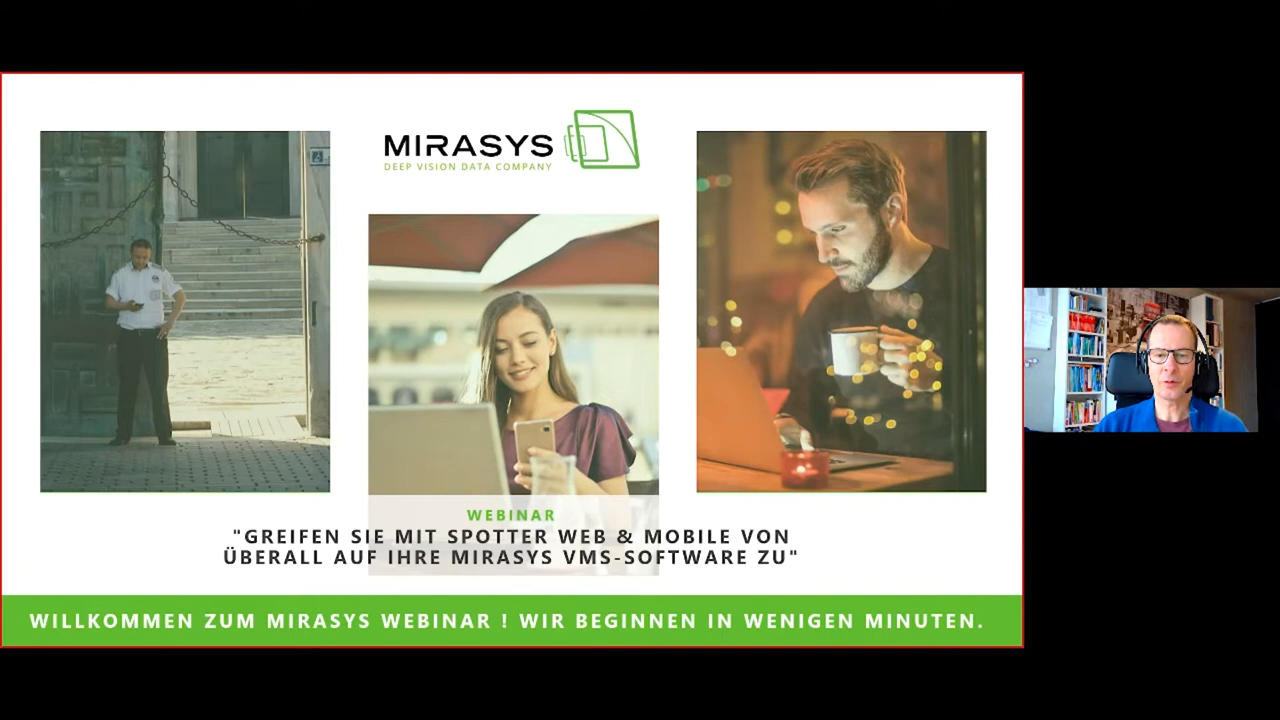 MIRASYS
DEEP VISION DATA COMPANY
WEBINAR
"GREIFEN SIE MIT SPOTTER WEB & MOBILE VON
ÜBERALL AUF IHRE MIRASYS VMS-SOFTWARE ZU"
WILLKOMMEN ZUM MIRASYS WEBINAR ! WIR BEGINNEN IN WENIGEN MINUTEN.